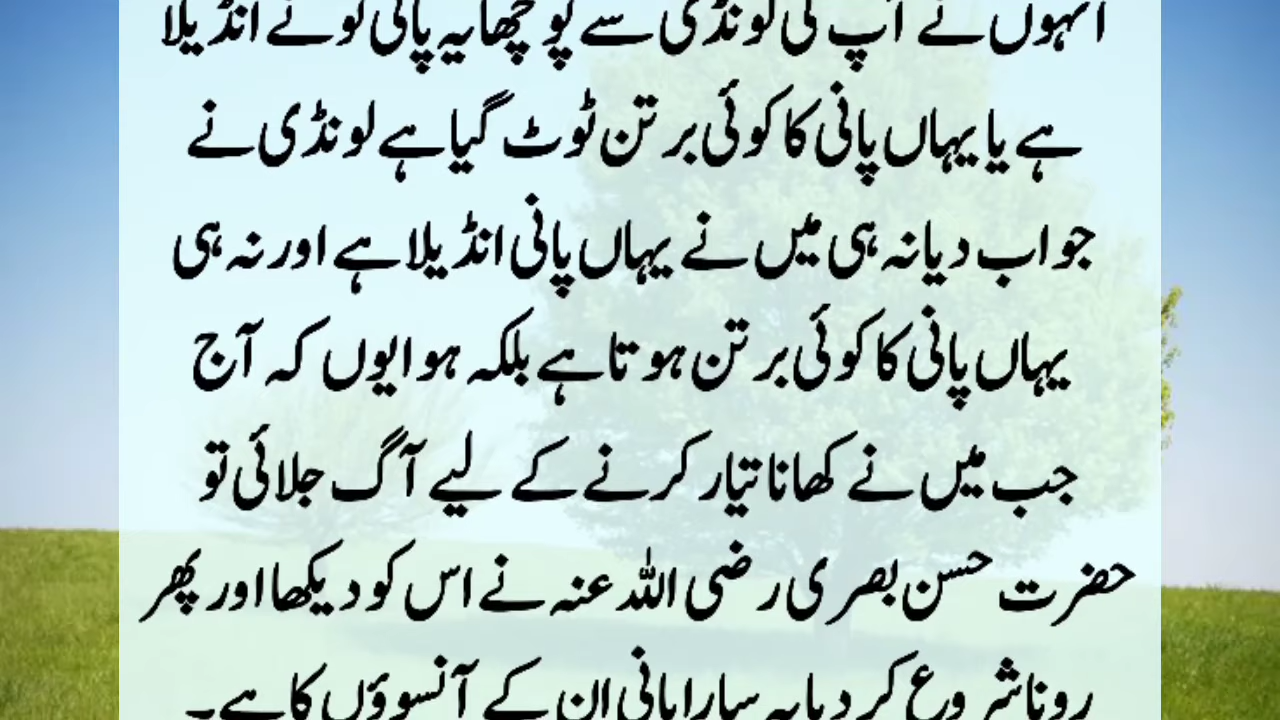 انہوں نے آپ کی لونڈی سے پوچھا یہ پانی تو نے انڈیلا
ہے یا یہاں پانی کا کوئی برتن ٹوٹ گیا ہے لونڈی نے
جواب دیا نہ ہی میں نے یہاں پانی انڈیلا ہے اور نہ ہی
یہاں پانی کا کوئی برتن ہوتا ہے بلکہ ہوا یوں کہ آج
جب میں نے کھانا تیار کرنے کے لیے آگ جلائی تو
حضرت حسن بصری رضی اللہ عنہ نے اس کو دیکھا اور پھر
رونا شروع کر دیا یہ سارا پانی ان کے آنسوؤں کا ہے۔